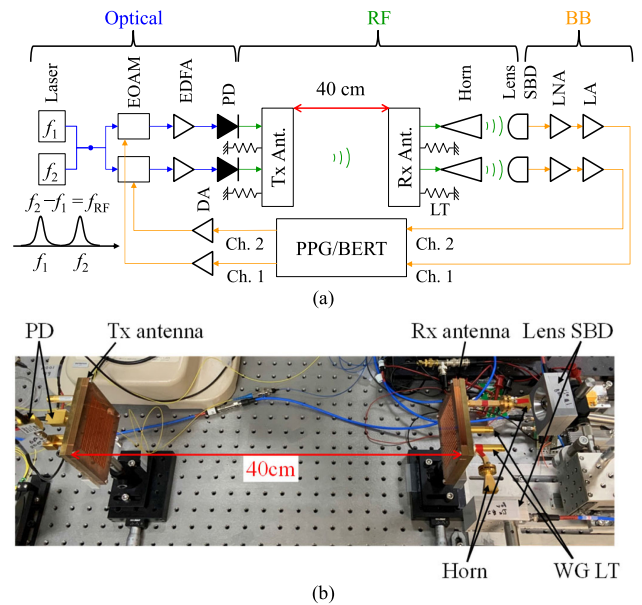 Optical RF BB
Laser EOAM EDFA PD 40 cm Horn Lens SBD LNA LA
f1
f2
Tx Ant. Rx Ant.
f2−f1 = fRF
DA LT
Ch. 2 PPG/BERT Ch. 2
f1 f2 Ch. 1 Ch. 1
(a)
PD Tx antenna Rx antenna Lens SBD
40cm
Horn WG LT
(b)